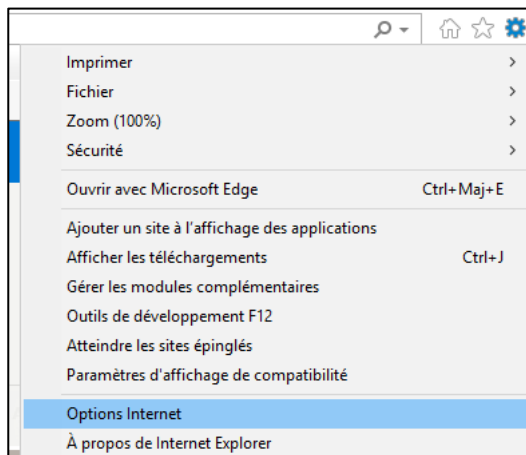 Imprimer
Fichier
Zoom (100%)
Sécurité
Ouvrir avec Microsoft Edge Ctrl+Maj+E
Ajouter un site à l'affichage des applications
Afficher les téléchargements Ctrl+J
Gérer les modules complémentaires
Outils de développement F12
Atteindre les sites épinglés
Paramètres d'affichage de compatibilité
Options Internet
À propos de Internet Explorer